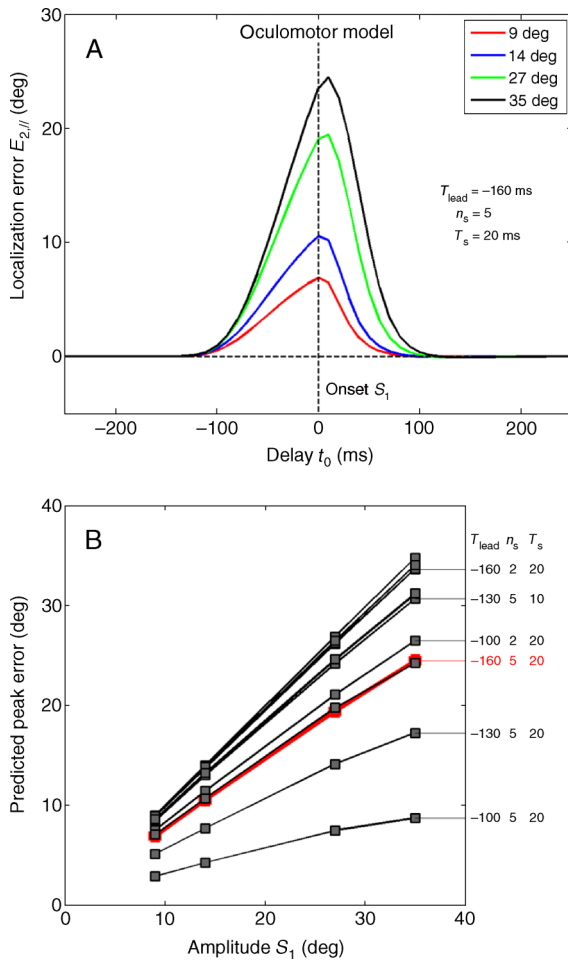 A
Oculomotor model
9 deg
14 deg
27 deg
35 deg
Localization error E2,// (deg)
30
20
10
0
Tlead = −160 ms
ns = 5
Ts = 20 ms
Onset S1
−200 −100 0 100 200
Delay t0 (ms)
B
Tlead ns Ts
−160 2 20
−130 5 10
−100 2 20
−160 5 20
−130 5 20
−100 5 20
Predicted peak error (deg)
40
30
20
10
0
0 10 20 30 40
Amplitude S1 (deg)